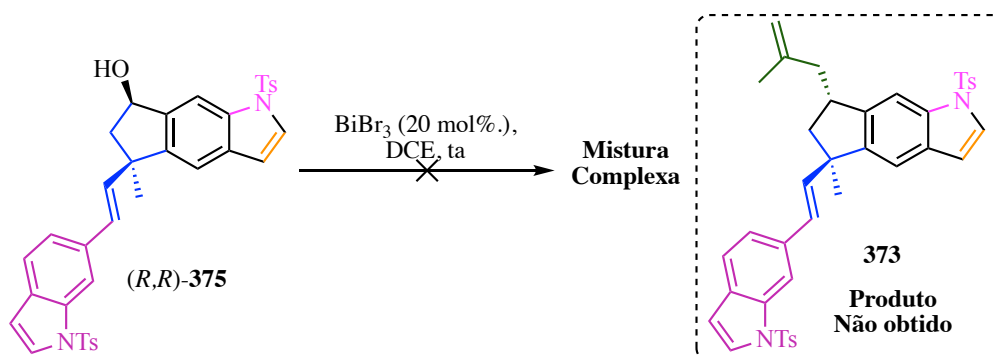 HO
Ts
N
(R,R)-375
NTs
BiBr₃ (20 mol%.),
DCE, ta
Mistura
Complexa
Ts
N
373
Produto
Não obtido
NTs